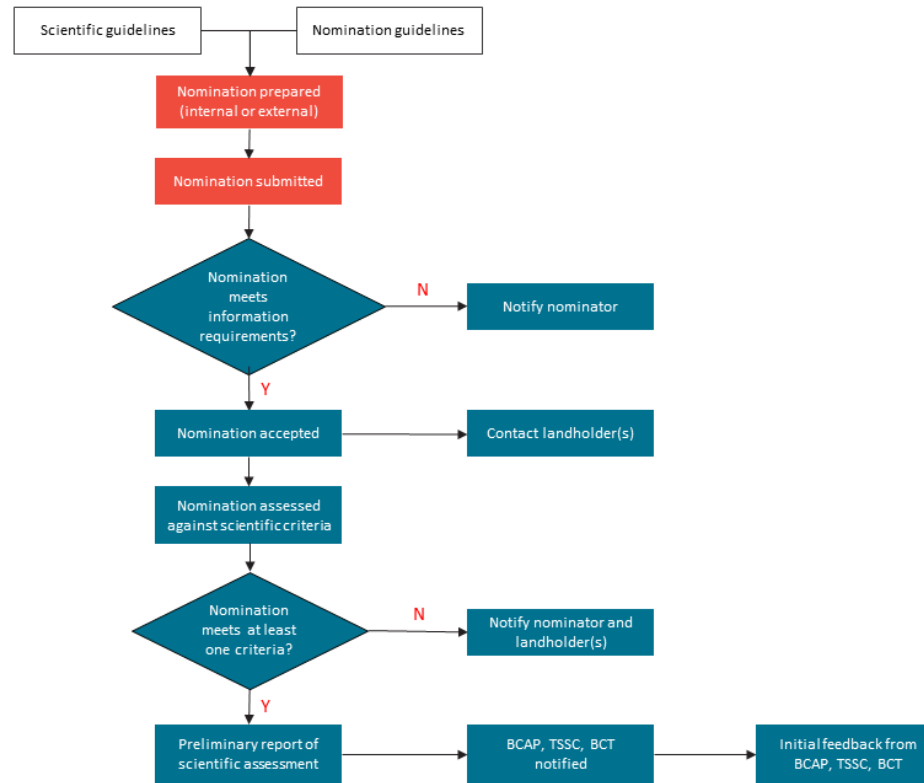 Scientific guidelines
Nomination guidelines
Nomination prepared
(internal or external)
Nomination submitted
Nomination
meets
information
requirements?
N
Notify nominator
Y
Nomination accepted
Contact landholder(s)
Nomination assessed
against scientific criteria
Nomination
meets at least
one criteria?
N
Notify nominator and
landholder(s)
Y
Preliminary report of
scientific assessment
BCAP, TSSC, BCT
notified
Initial feedback from
BCAP, TSSC, BCT